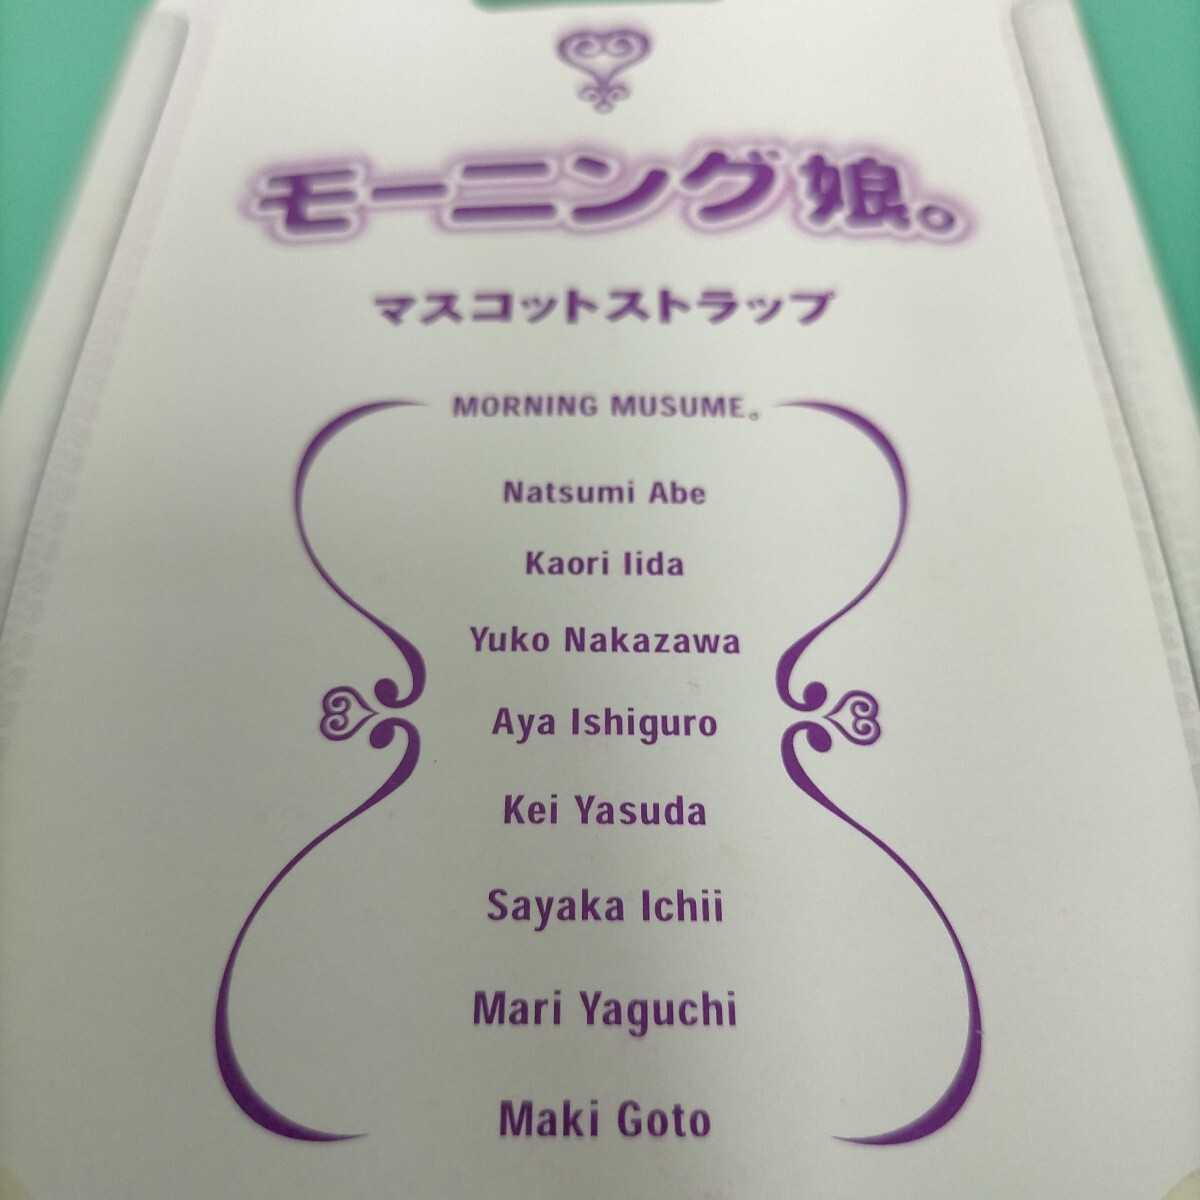 モーニング娘。
マスコットストラップ
MORNING MUSUME。
Natsumi Abe
Kaori Iida
Yuko Nakazawa
Aya Ishiguro
Kei Yasuda
Sayaka Ichii
Mari Yaguchi
Maki Goto